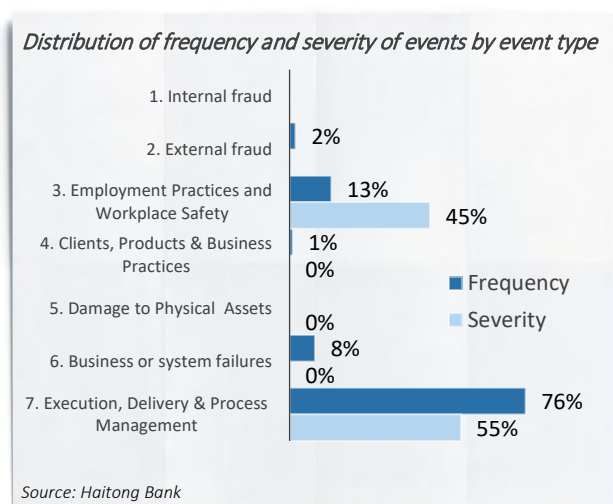 Distribution of frequency and severity of events by event type
1. Internal fraud
2. External fraud
2%
3. Employment Practices and
Workplace Safety
13%
45%
4. Clients, Products & Business
Practices
1%
0%
5. Damage to Physical Assets
0%
6. Business or system failures
8%
0%
7. Execution, Delivery & Process
Management
76%
55%
Frequency
Severity
Source: Haitong Bank